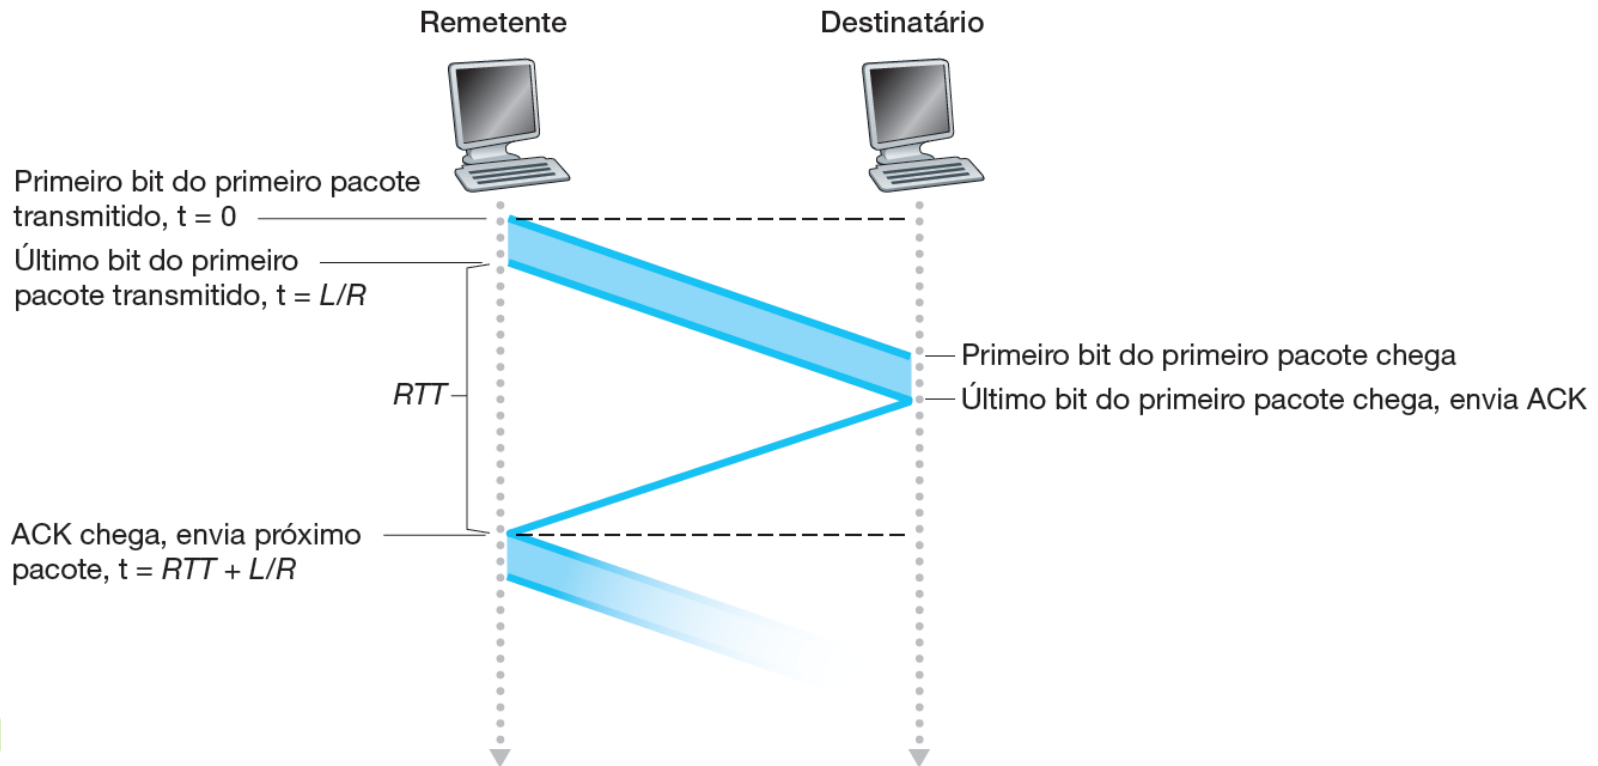 Remetente
Destinatário
Primeiro bit do primeiro pacote
transmitido, t = 0
Último bit do primeiro
pacote transmitido, t = L/R
Primeiro bit do primeiro pacote chega
RTT
Último bit do primeiro pacote chega, envia ACK
ACK chega, envia próximo
pacote, t = RTT + L/R